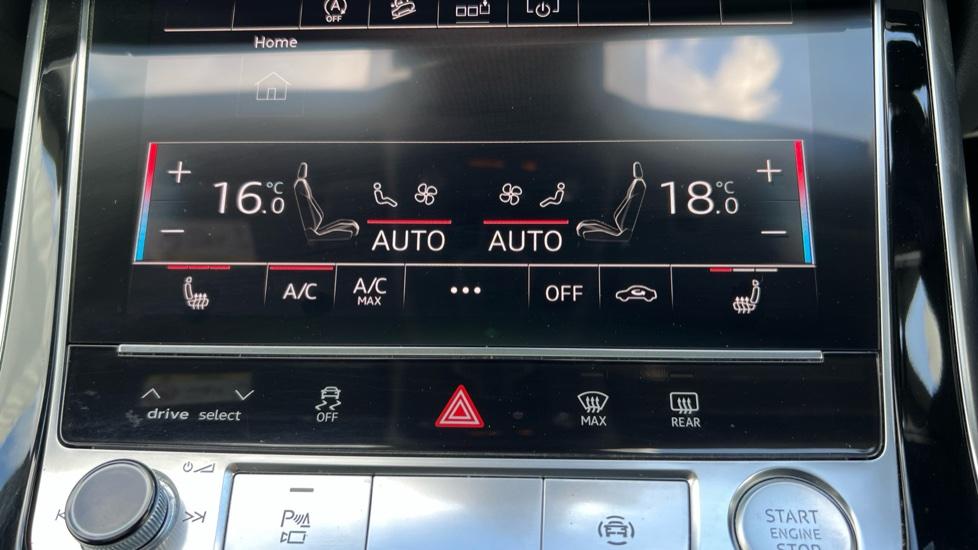 A
OFF
Home
+ +
16.0 °C 18.0 °C
AUTO AUTO
− −
A/C A/C MAX ••• OFF
drive select OFF MAX REAR
P
START
ENGINE
STOP